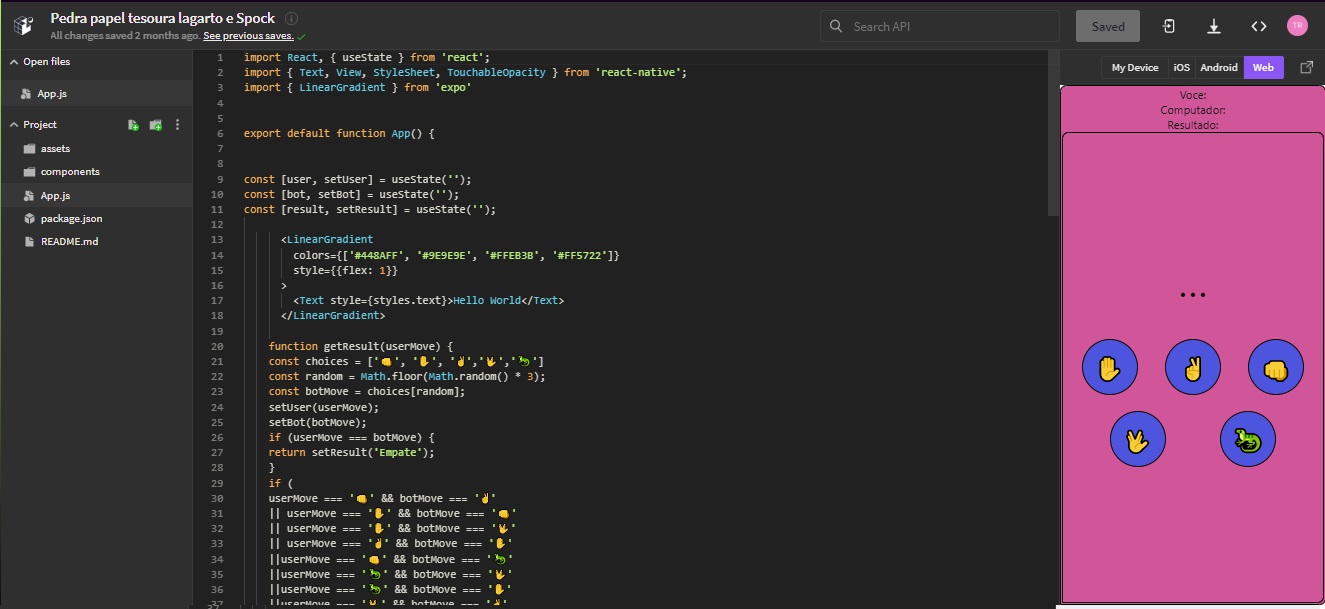 Pedra papel tesoura lagarto e Spock
All changes saved 2 months ago. See previous saves.
Search API
Saved
TR
Open files
App.js
Project
assets
components
App.js
package.json
README.md
1 import React, { useState } from 'react';
2 import { Text, View, StyleSheet, TouchableOpacity } from 'react-native';
3 import { LinearGradient } from 'expo'
4
5
6 export default function App() {
7
8
9 const [user, setUser] = useState('');
10 const [bot, setBot] = useState('');
11 const [result, setResult] = useState('');
12
13 <LinearGradient
14 colors={['#448AFF', '#9E9E9E', '#FFEB3B', '#FF5722']}
15 style={{flex: 1}}
16 >
17 <Text style={styles.text}>Hello World</Text>
18 </LinearGradient>
19
20 function getResult(userMove) {
21 const choices = ['👊', '✋', '✌','🖖','🦎']
22 const random = Math.floor(Math.random() * 3);
23 const botMove = choices[random];
24 setUser(userMove);
25 setBot(botMove);
26 if (userMove === botMove) {
27 return setResult('Empate');
28 }
29 if (
30 userMove === '👊' && botMove === '✌'
31 || userMove === '✋' && botMove === '👊'
32 || userMove === '✋' && botMove === '🖖'
33 || userMove === '✌' && botMove === '✋'
34 ||userMove === '👊' && botMove === '🦎'
35 ||userMove === '🦎' && botMove === '🖖'
36 ||userMove === '🦎' && botMove === '✋'
37 ||userMove === '🖖' && botMove === '✌'
My Device iOS Android Web
Voce:
Computador:
Resultado:
...